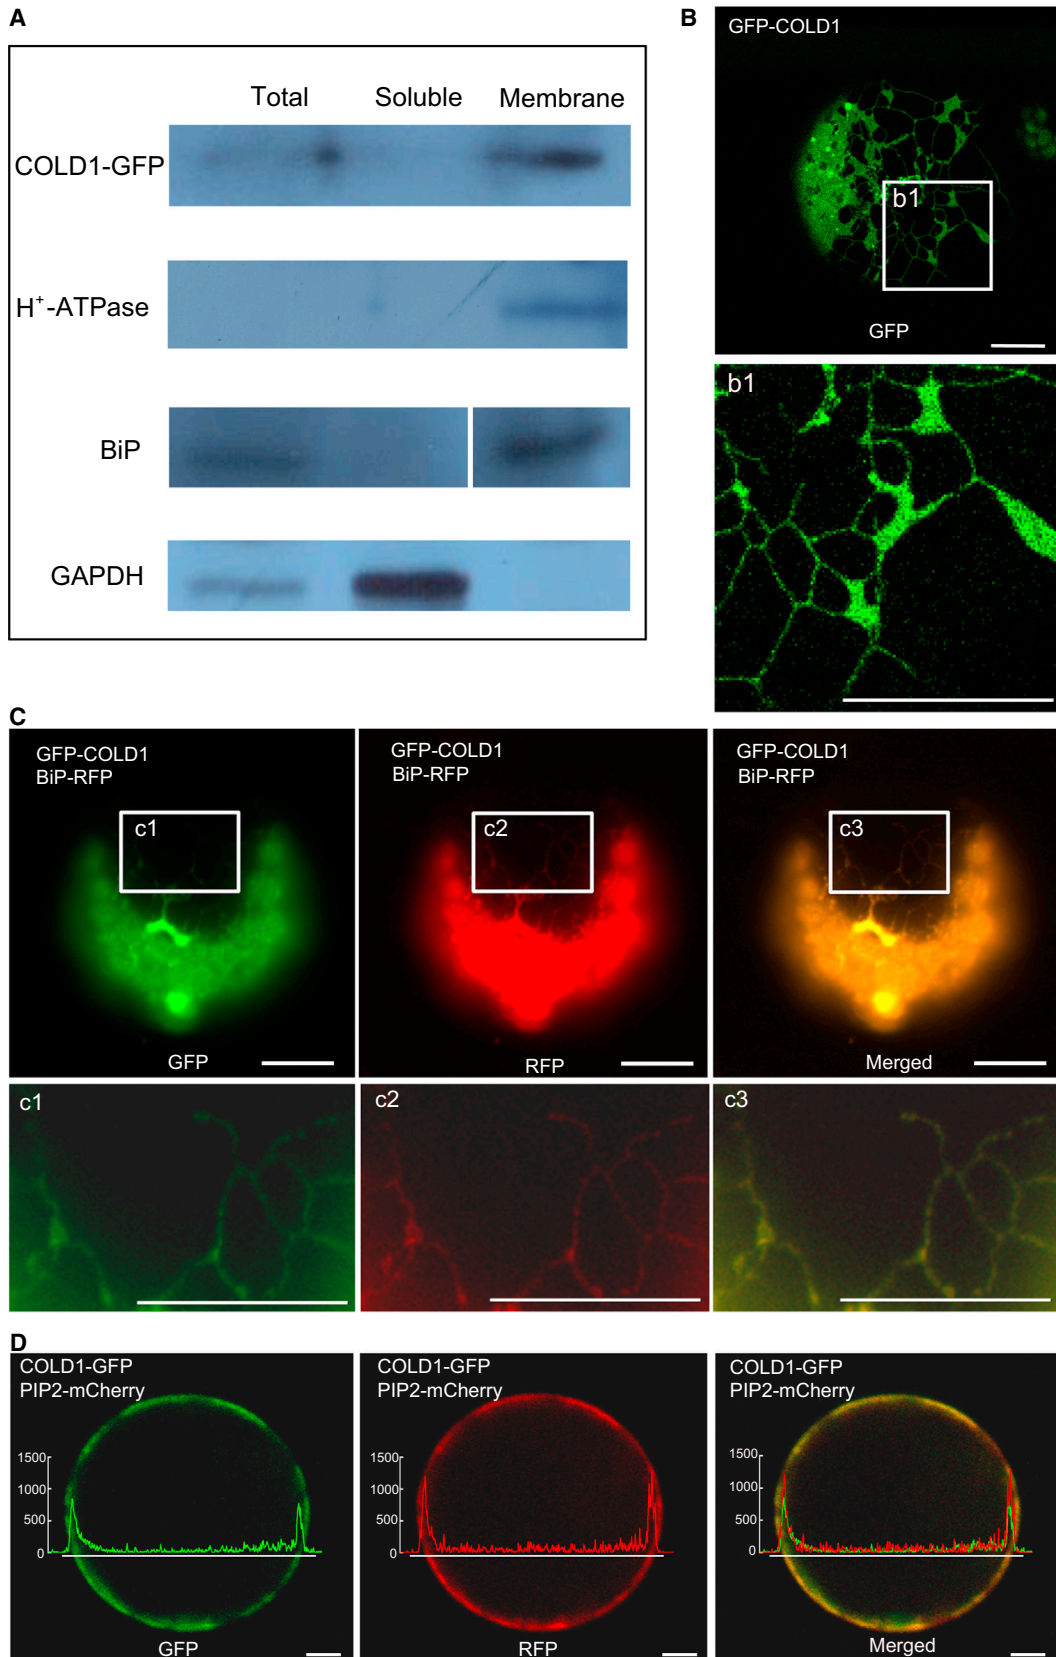 A
Total Soluble Membrane
COLD1-GFP
H⁺-ATPase
BiP
GAPDH
B
GFP-COLD1
b1
GFP
b1
C
GFP-COLD1
BiP-RFP
c1
GFP
GFP-COLD1
BiP-RFP
c2
RFP
GFP-COLD1
BiP-RFP
c3
Merged
c1
c2
c3
D
COLD1-GFP
PIP2-mCherry
1500
1000
500
0
GFP
COLD1-GFP
PIP2-mCherry
1500
1000
500
0
RFP
COLD1-GFP
PIP2-mCherry
1500
1000
500
0
Merged